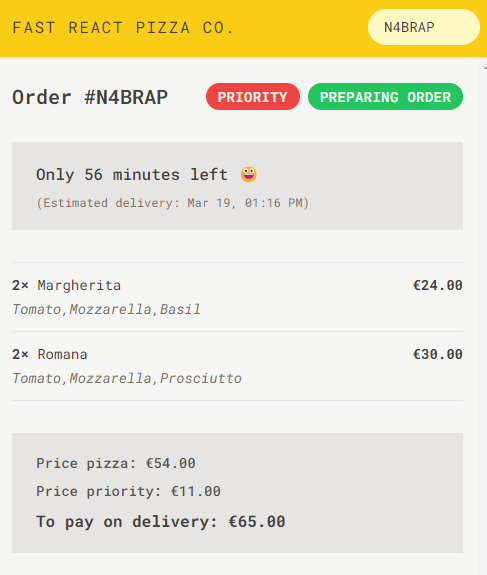 FAST REACT PIZZA CO. N4BRAP
Order #N4BRAP PRIORITY PREPARING ORDER
Only 56 minutes left 😀
(Estimated delivery: Mar 19, 01:16 PM)
2× Margherita €24.00
Tomato,Mozzarella,Basil
2× Romana €30.00
Tomato,Mozzarella,Prosciutto
Price pizza: €54.00
Price priority: €11.00
To pay on delivery: €65.00